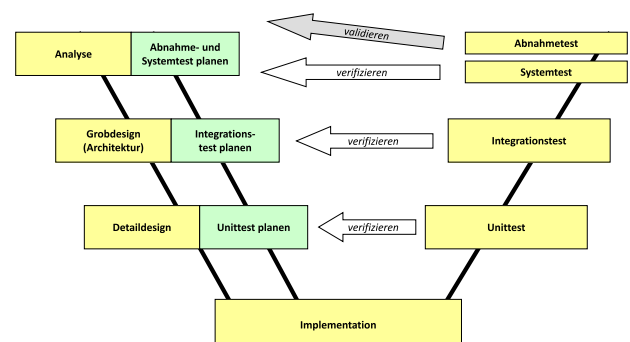 validieren
Analyse
Abnahme- und
Systemtest planen
Abnahmetest
verifizieren
Systemtest
Grobdesign
(Architektur)
Integrations-
test planen
verifizieren
Integrationstest
Detaildesign
Unittest planen
verifizieren
Unittest
Implementation